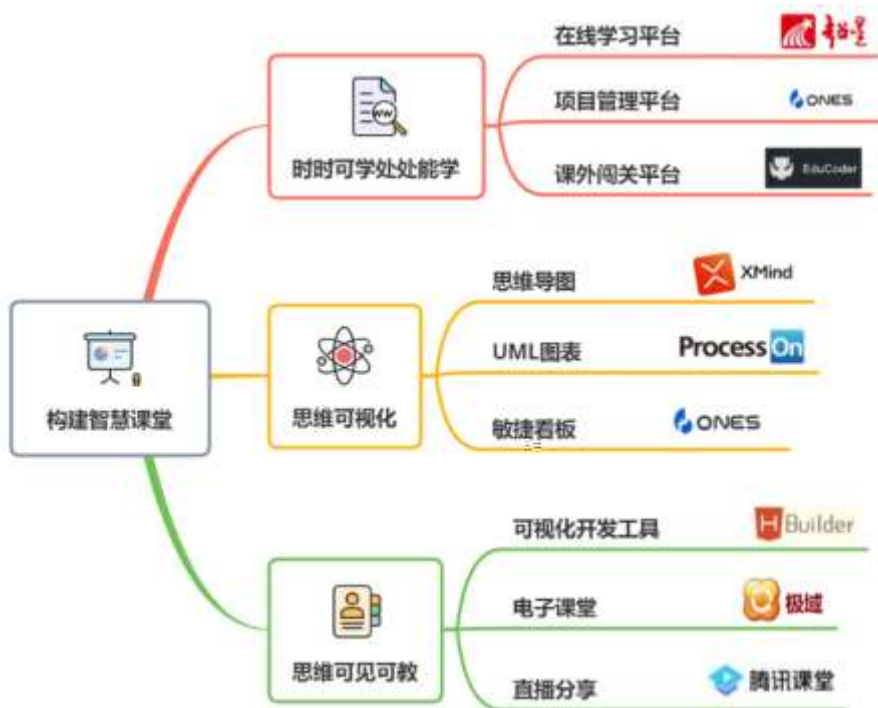 在线学习平台
项目管理平台
ONES
WW
时时可学处处能学
课外闯关平台
EduCoder
思维导图
XMind
UML图表
ProcessOn
构建智慧课堂
思维可视化
敏捷看板
ONES
可视化开发工具
H Builder
电子课堂
极域
思维可见可教
直播分享
腾讯课堂